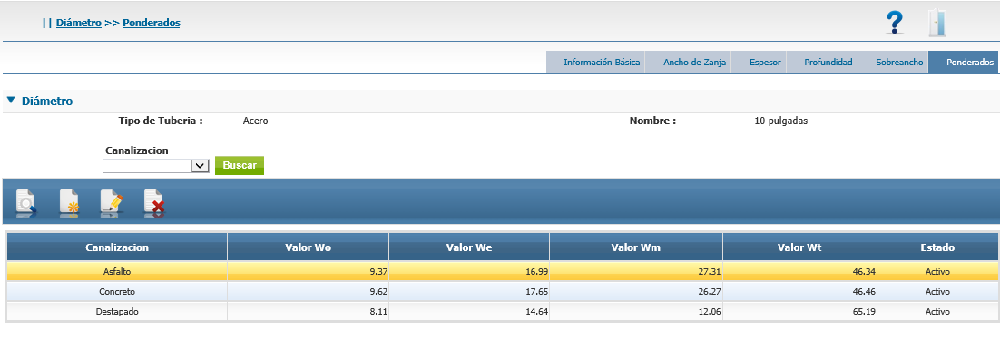 || Diámetro >> Ponderados
Información Básica Ancho de Zanja Espesor Profundidad Sobreancho Ponderados
Diámetro
Tipo de Tuberia : Acero Nombre : 10 pulgadas
Canalizacion
Buscar
Canalizacion Valor Wo Valor We Valor Wm Valor Wt Estado
Asfalto 9.37 16.99 27.31 46.34 Activo
Concreto 9.62 17.65 26.27 46.46 Activo
Destapado 8.11 14.64 12.06 65.19 Activo